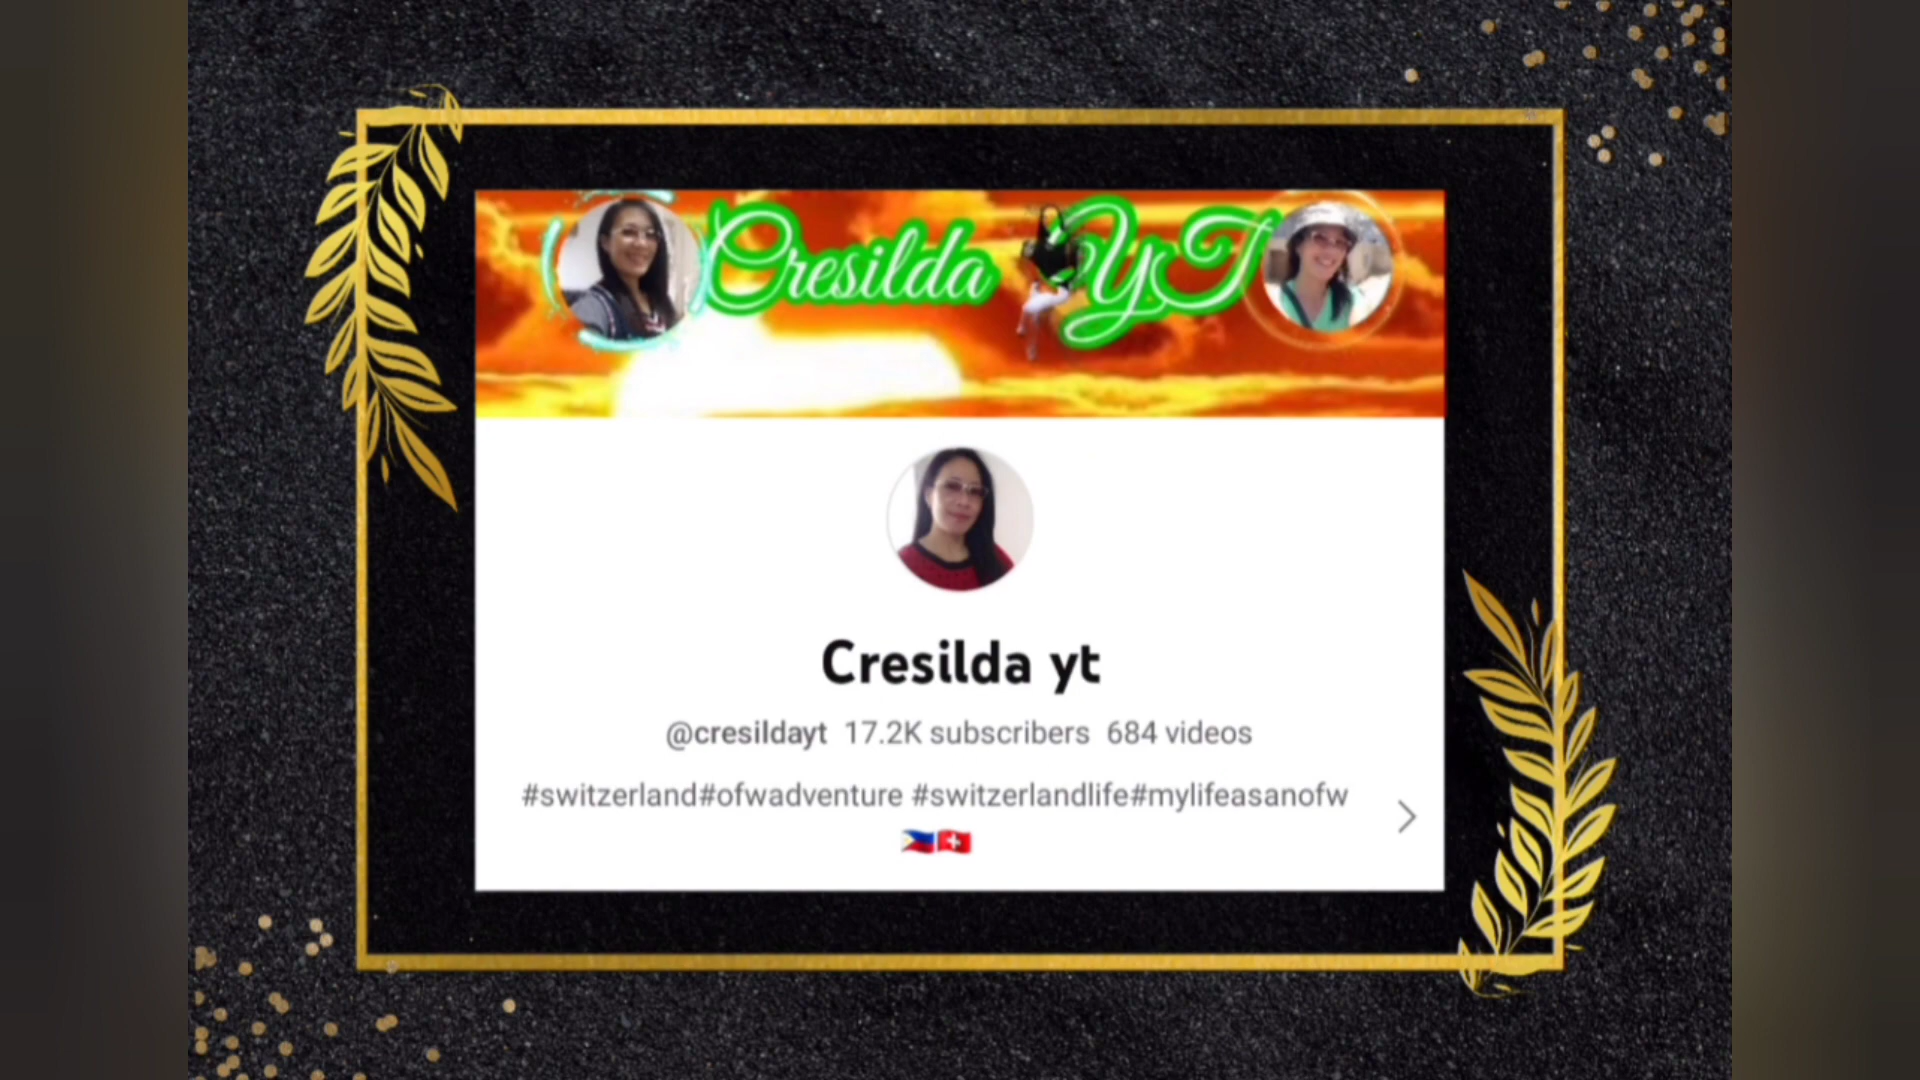 Cresilda YT
Cresilda yt
@cresildayt 17.2K subscribers 684 videos
#switzerland#ofwadventure #switzerlandlife#mylifeasanofw
🇵🇭🇨🇭